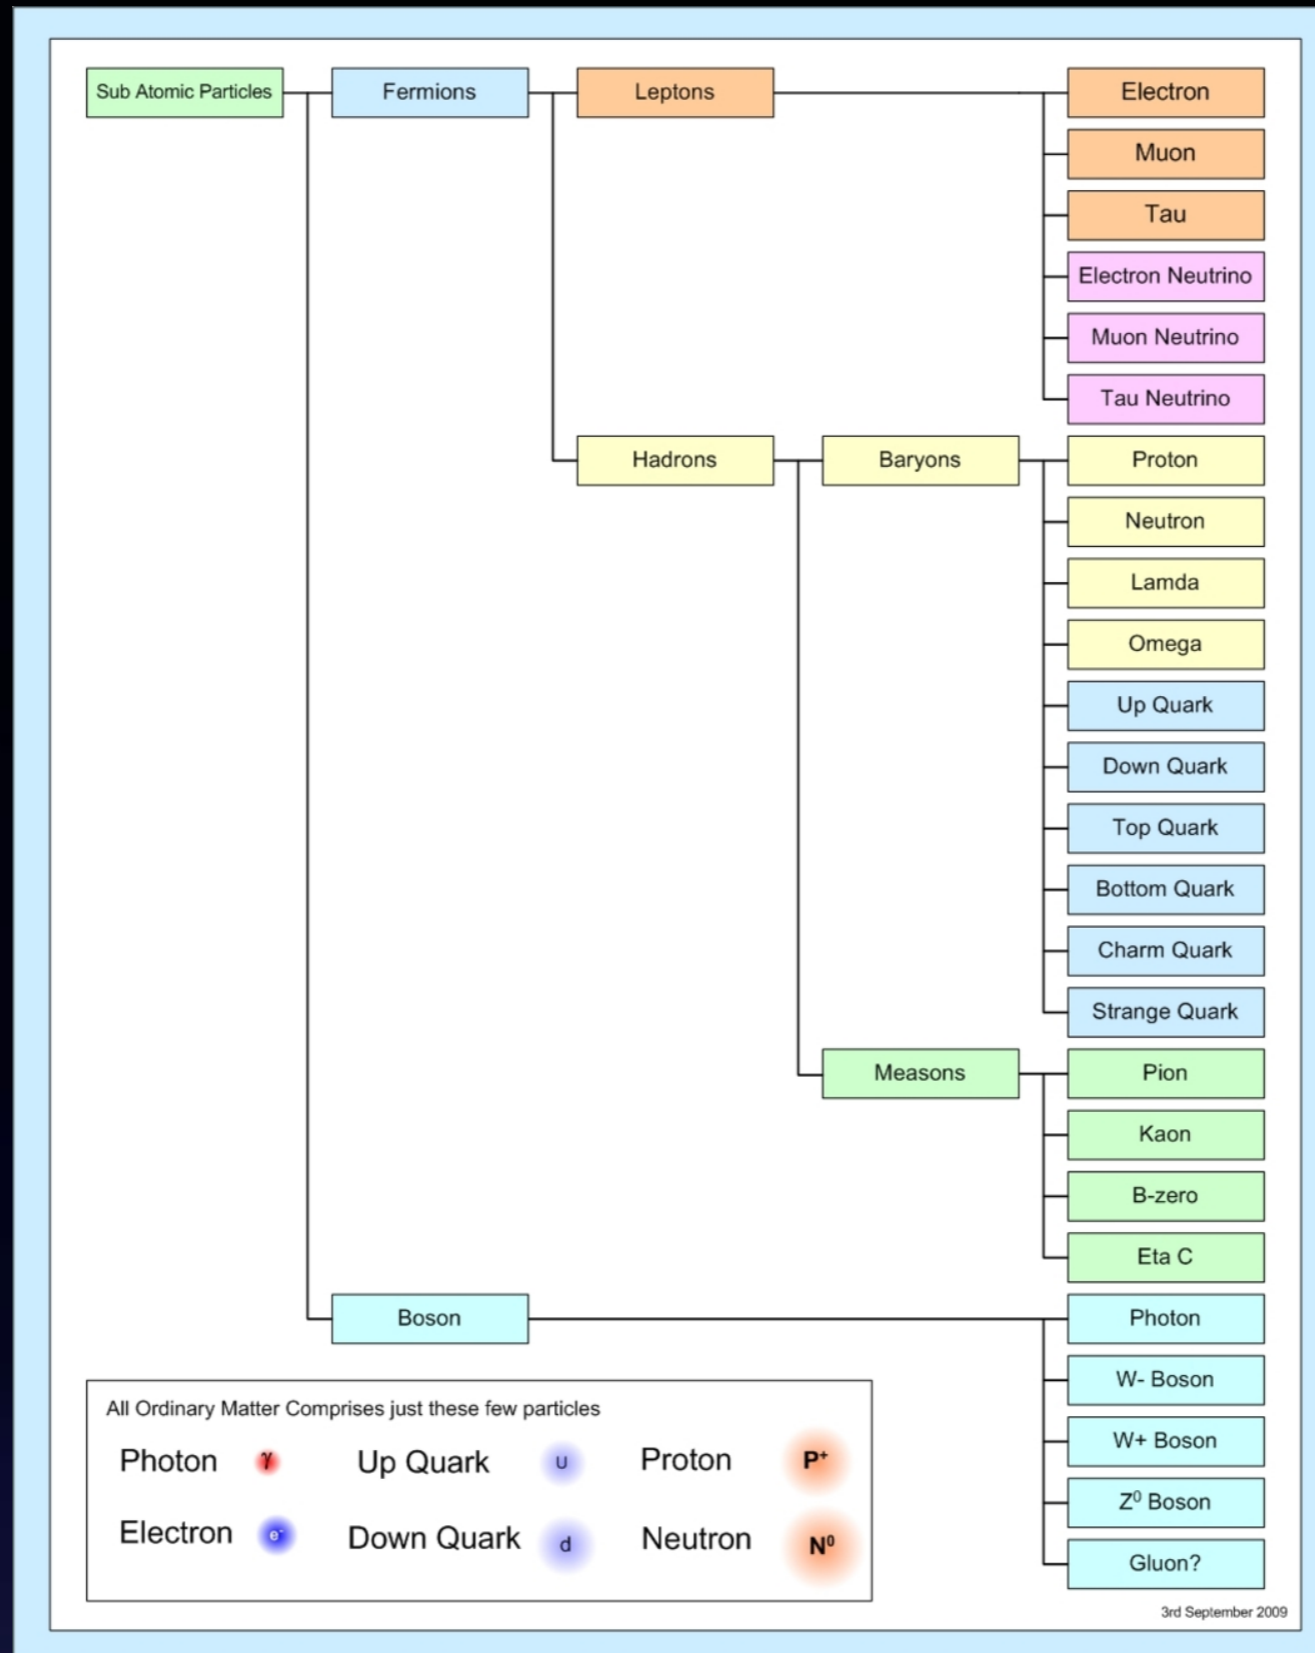 Sub Atomic Particles
Fermions
Leptons
Electron
Muon
Tau
Electron Neutrino
Muon Neutrino
Tau Neutrino
Hadrons
Baryons
Proton
Neutron
Lamda
Omega
Up Quark
Down Quark
Top Quark
Bottom Quark
Charm Quark
Strange Quark
Measons
Pion
Kaon
B-zero
Eta C
Boson
Photon
W- Boson
W+ Boson
Z⁰ Boson
Gluon?
All Ordinary Matter Comprises just these few particles
Photon γ Up Quark U Proton P⁺
Electron e⁻ Down Quark d Neutron N⁰
3rd September 2009